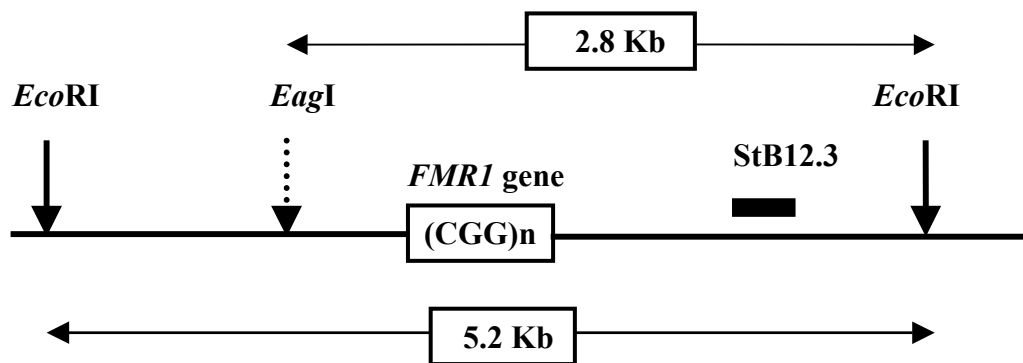 2.8 Kb
EcoRI EagI EcoRI
StB12.3
FMR1 gene
(CGG)n
5.2 Kb